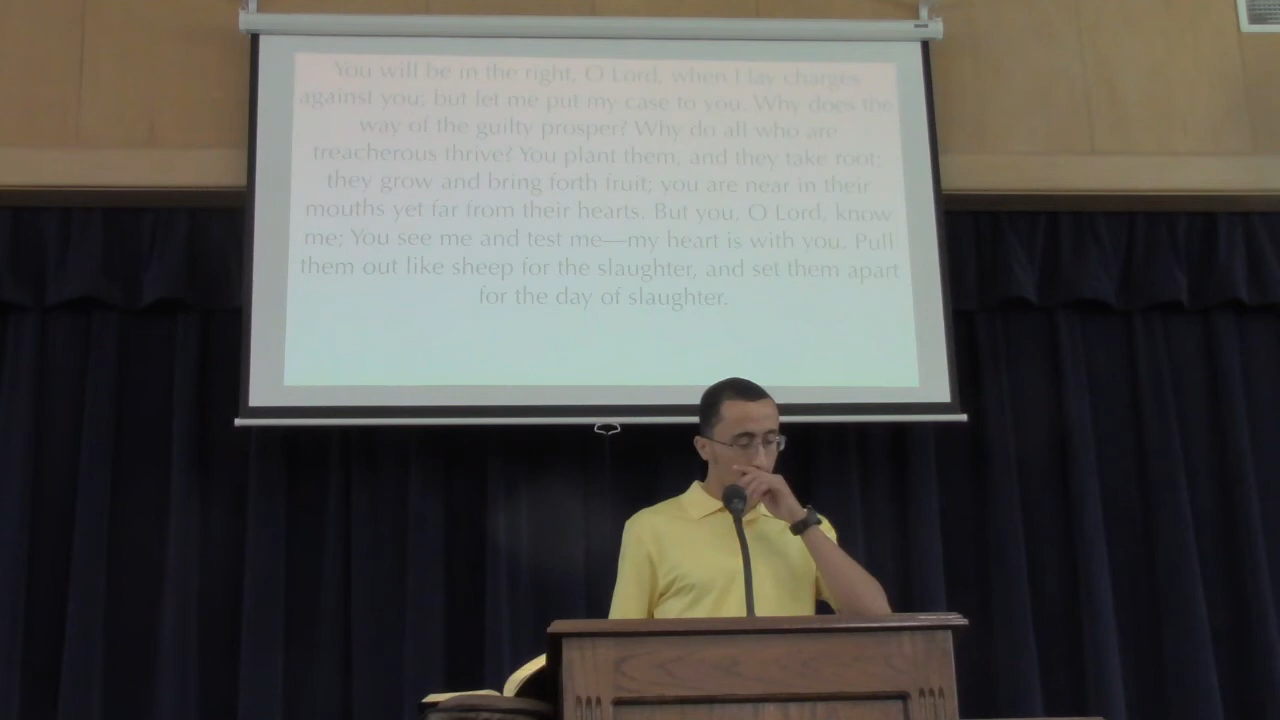 You will be in the right, O Lord, when I lay charges
against you; but let me put my case to you. Why does the
way of the guilty prosper? Why do all who are
treacherous thrive? You plant them, and they take root;
they grow and bring forth fruit; you are near in their
mouths yet far from their hearts. But you, O Lord, know
me; You see me and test me—my heart is with you. Pull
them out like sheep for the slaughter, and set them apart
for the day of slaughter.